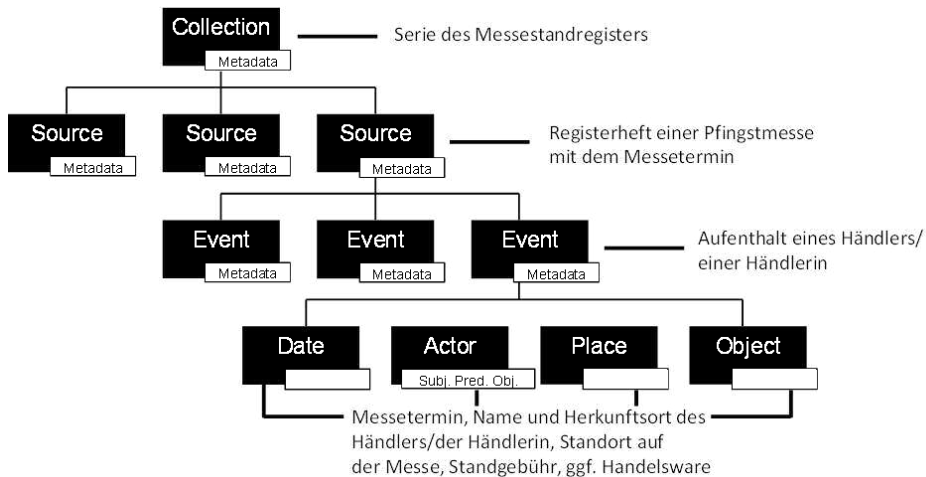 Collection
Metadata
Serie des Messestandregisters
Source
Metadata
Source
Metadata
Source
Metadata
Registerheft einer Pfingstmesse
mit dem Messetermin
Event
Metadata
Event
Metadata
Event
Metadata
Aufenthalt eines Händlers/
einer Händlerin
Date
Actor
Subj. Pred. Obj.
Place
Object
Messetermin, Name und Herkunftsort des
Händlers/der Händlerin, Standort auf
der Messe, Standgebühr, ggf. Handelsware